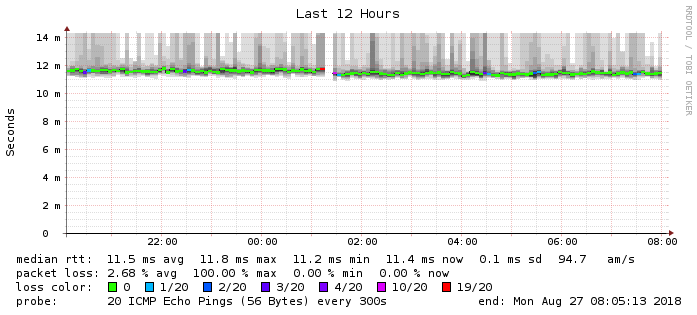 Last 12 Hours
RRDTOOL / TOBI OETIKER
Seconds
14 m
12 m
10 m
8 m
6 m
4 m
2 m
0
22:00 00:00 02:00 04:00 06:00 08:00
median rtt: 11.5 ms avg 11.8 ms max 11.2 ms min 11.4 ms now 0.1 ms sd 94.7 am/s
packet loss: 2.68 % avg 100.00 % max 0.00 % min 0.00 % now
loss color: 0 1/20 2/20 3/20 4/20 10/20 19/20
probe: 20 ICMP Echo Pings (56 Bytes) every 300s end: Mon Aug 27 08:05:13 2018